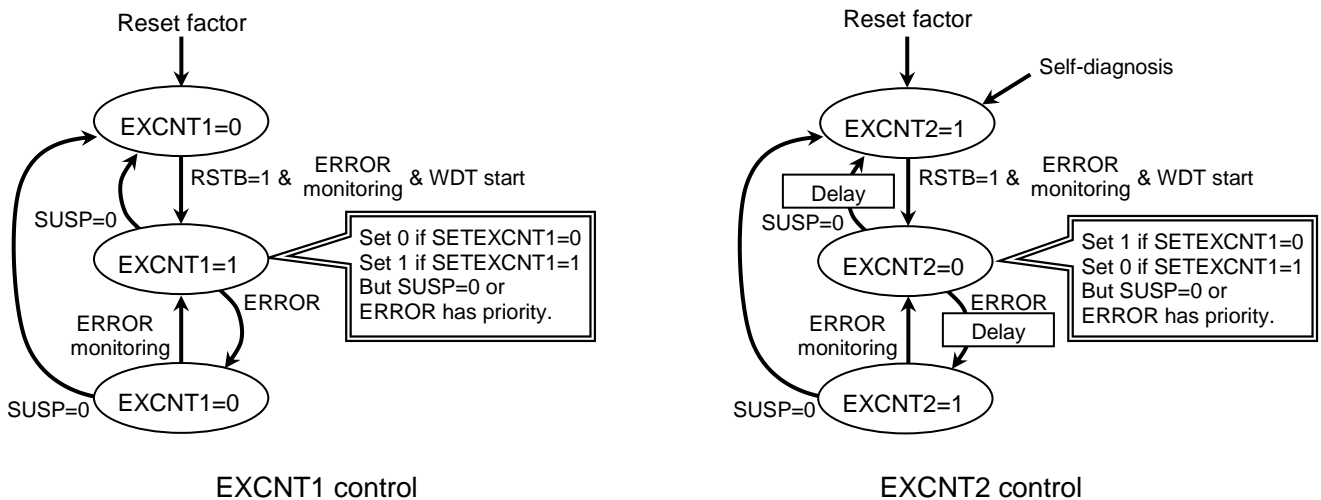 Reset factor
EXCNT1=0
RSTB=1 & ERROR monitoring & WDT start
SUSP=0
EXCNT1=1
Set 0 if SETEXCNT1=0
Set 1 if SETEXCNT1=1
But SUSP=0 or
ERROR has priority.
ERROR
ERROR
monitoring
EXCNT1=0
SUSP=0
EXCNT1 control
Reset factor
Self-diagnosis
EXCNT2=1
RSTB=1 & ERROR monitoring & WDT start
Delay
SUSP=0
EXCNT2=0
Set 1 if SETEXCNT1=0
Set 0 if SETEXCNT1=1
But SUSP=0 or
ERROR has priority.
ERROR
Delay
ERROR
monitoring
EXCNT2=1
SUSP=0
EXCNT2 control